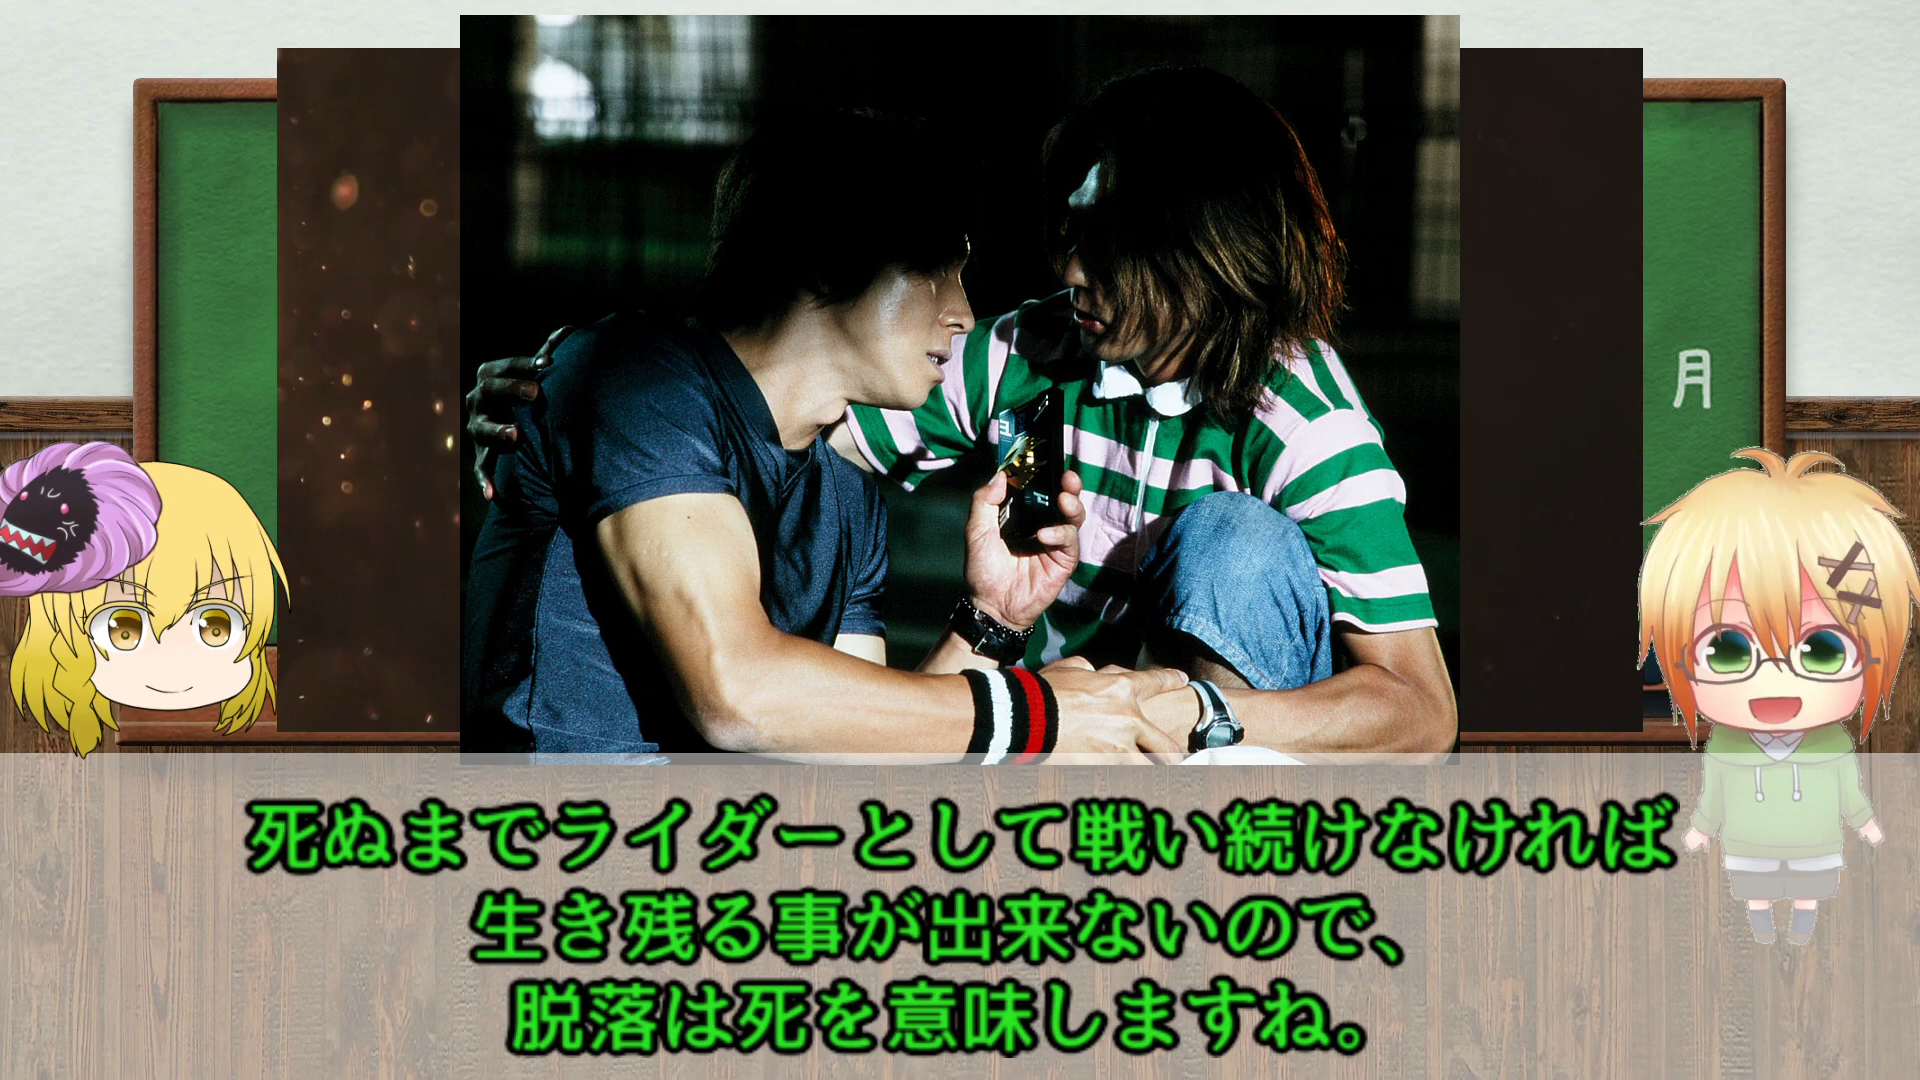 月
死ぬまでライダーとして戦い続けなければ
生き残る事が出来ないので、
脱落は死を意味しますね。